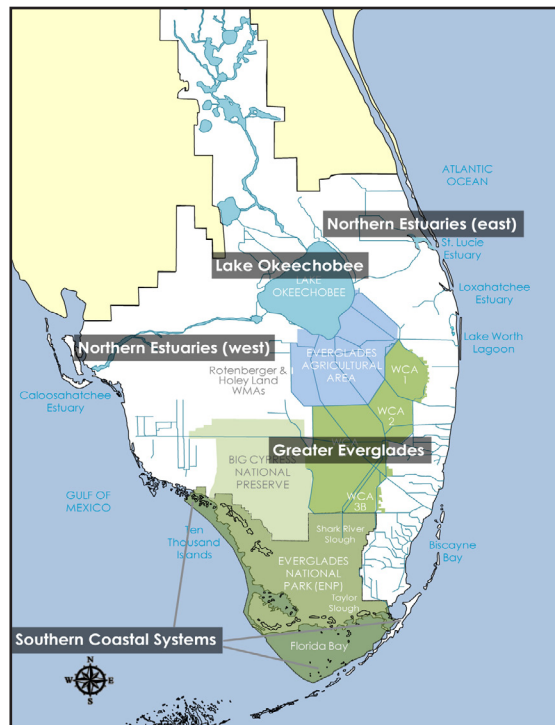 ATLANTIC
OCEAN
Northern Estuaries (east)
St. Lucie
Estuary
Lake Okeechobee
LAKE
OKEECHOBEE
Loxahatchee
Estuary
Lake Worth
Lagoon
Northern Estuaries (west)
EVERGLADES
AGRICULTURAL
AREA
Rotenberger &
Holey Land
WMAs
WCA
1
Caloosahatchee
Estuary
WCA
2
Greater Everglades
BIG CYPRESS
NATIONAL
PRESERVE
GULF OF
MEXICO
WCA
3B
Ten
Thousand
Islands
Shark River
Slough
Biscayne
Bay
EVERGLADES
NATIONAL
PARK (ENP)
Taylor
Slough
Southern Coastal Systems
Florida Bay
N
W
E
S